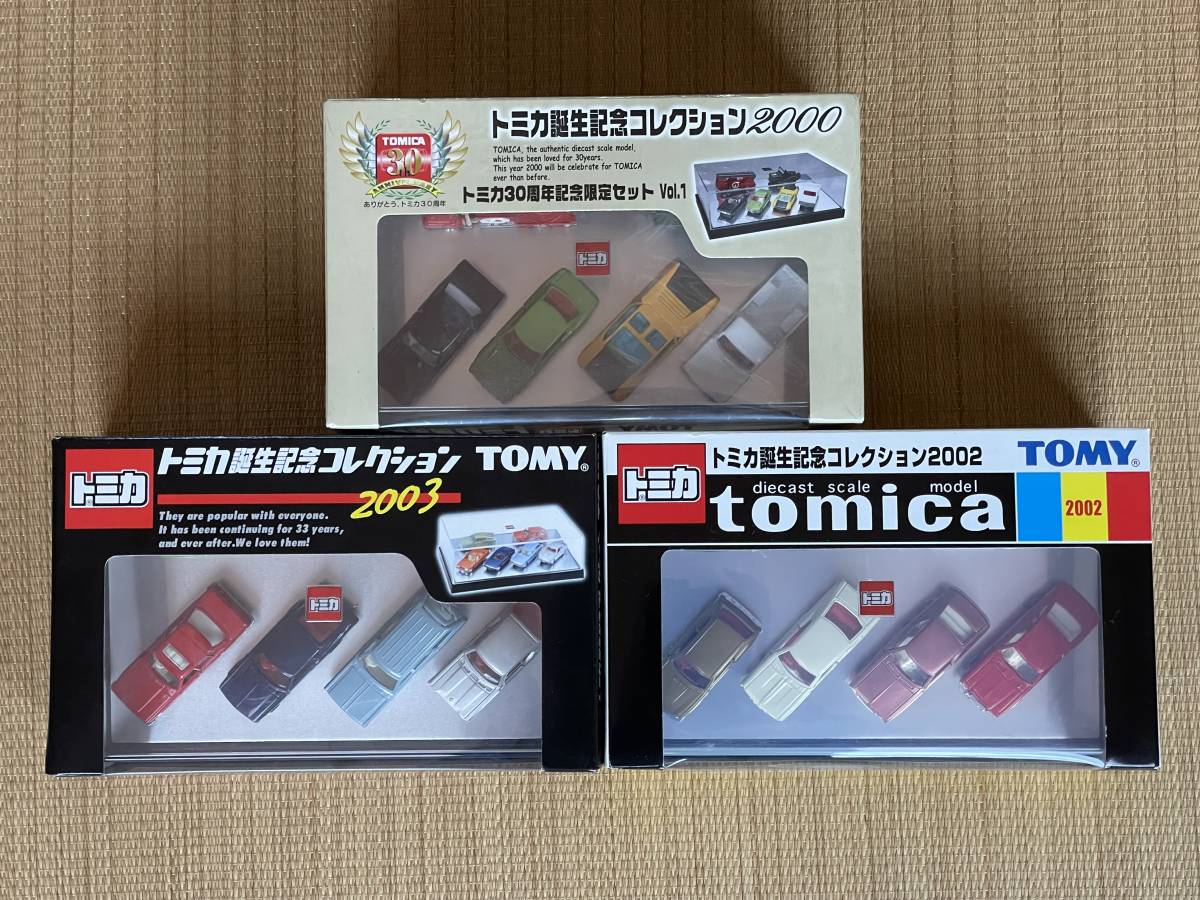 トミカ誕生記念コレクション2000
TOMICA
30
ANNIVERSARY
ありがとう、トミカ30周年
TOMICA, the authentic diecast scale model,
which has been loved for 30years.
This year 2000 will be celebrate for TOMICA
ever than before.
トミカ30周年記念限定セット Vol.1
トミカ
トミカ
トミカ誕生記念コレクション TOMY®
2003
They are popular with everyone.
It has been continuing for 33 years,
and ever after.We love them!
トミカ
トミカ
トミカ誕生記念コレクション2002 TOMY®
diecast scale model
tomica
2002
トミカ